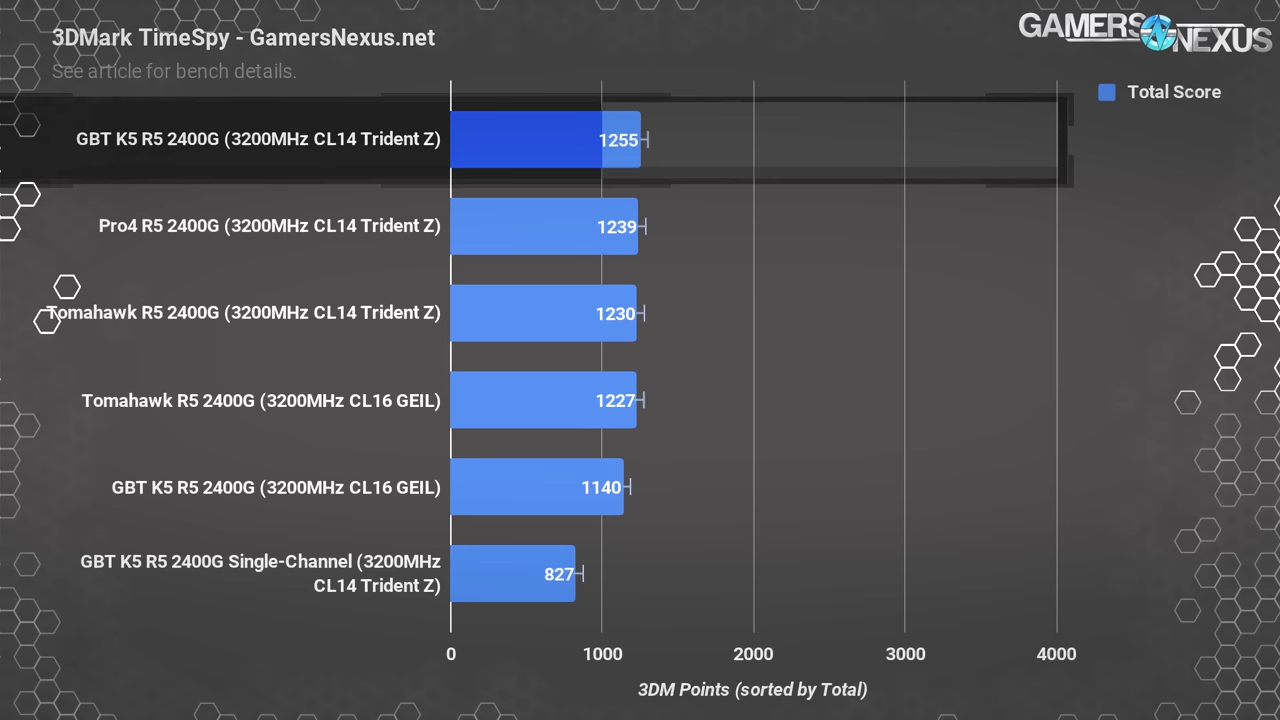 3DMark TimeSpy - GamersNexus.net
See article for bench details.
GAMERS NEXUS
Total Score
GBT K5 R5 2400G (3200MHz CL14 Trident Z)
1255
Pro4 R5 2400G (3200MHz CL14 Trident Z)
1239
Tomahawk R5 2400G (3200MHz CL14 Trident Z)
1230
Tomahawk R5 2400G (3200MHz CL16 GEIL)
1227
GBT K5 R5 2400G (3200MHz CL16 GEIL)
1140
GBT K5 R5 2400G Single-Channel (3200MHz
CL14 Trident Z)
827
0 1000 2000 3000 4000
3DM Points (sorted by Total)